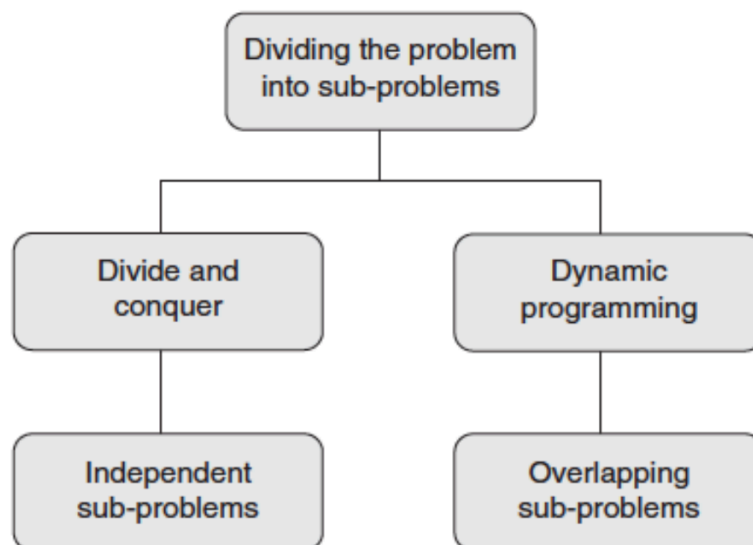 Dividing the problem
into sub-problems
Divide and
conquer
Dynamic
programming
Independent
sub-problems
Overlapping
sub-problems